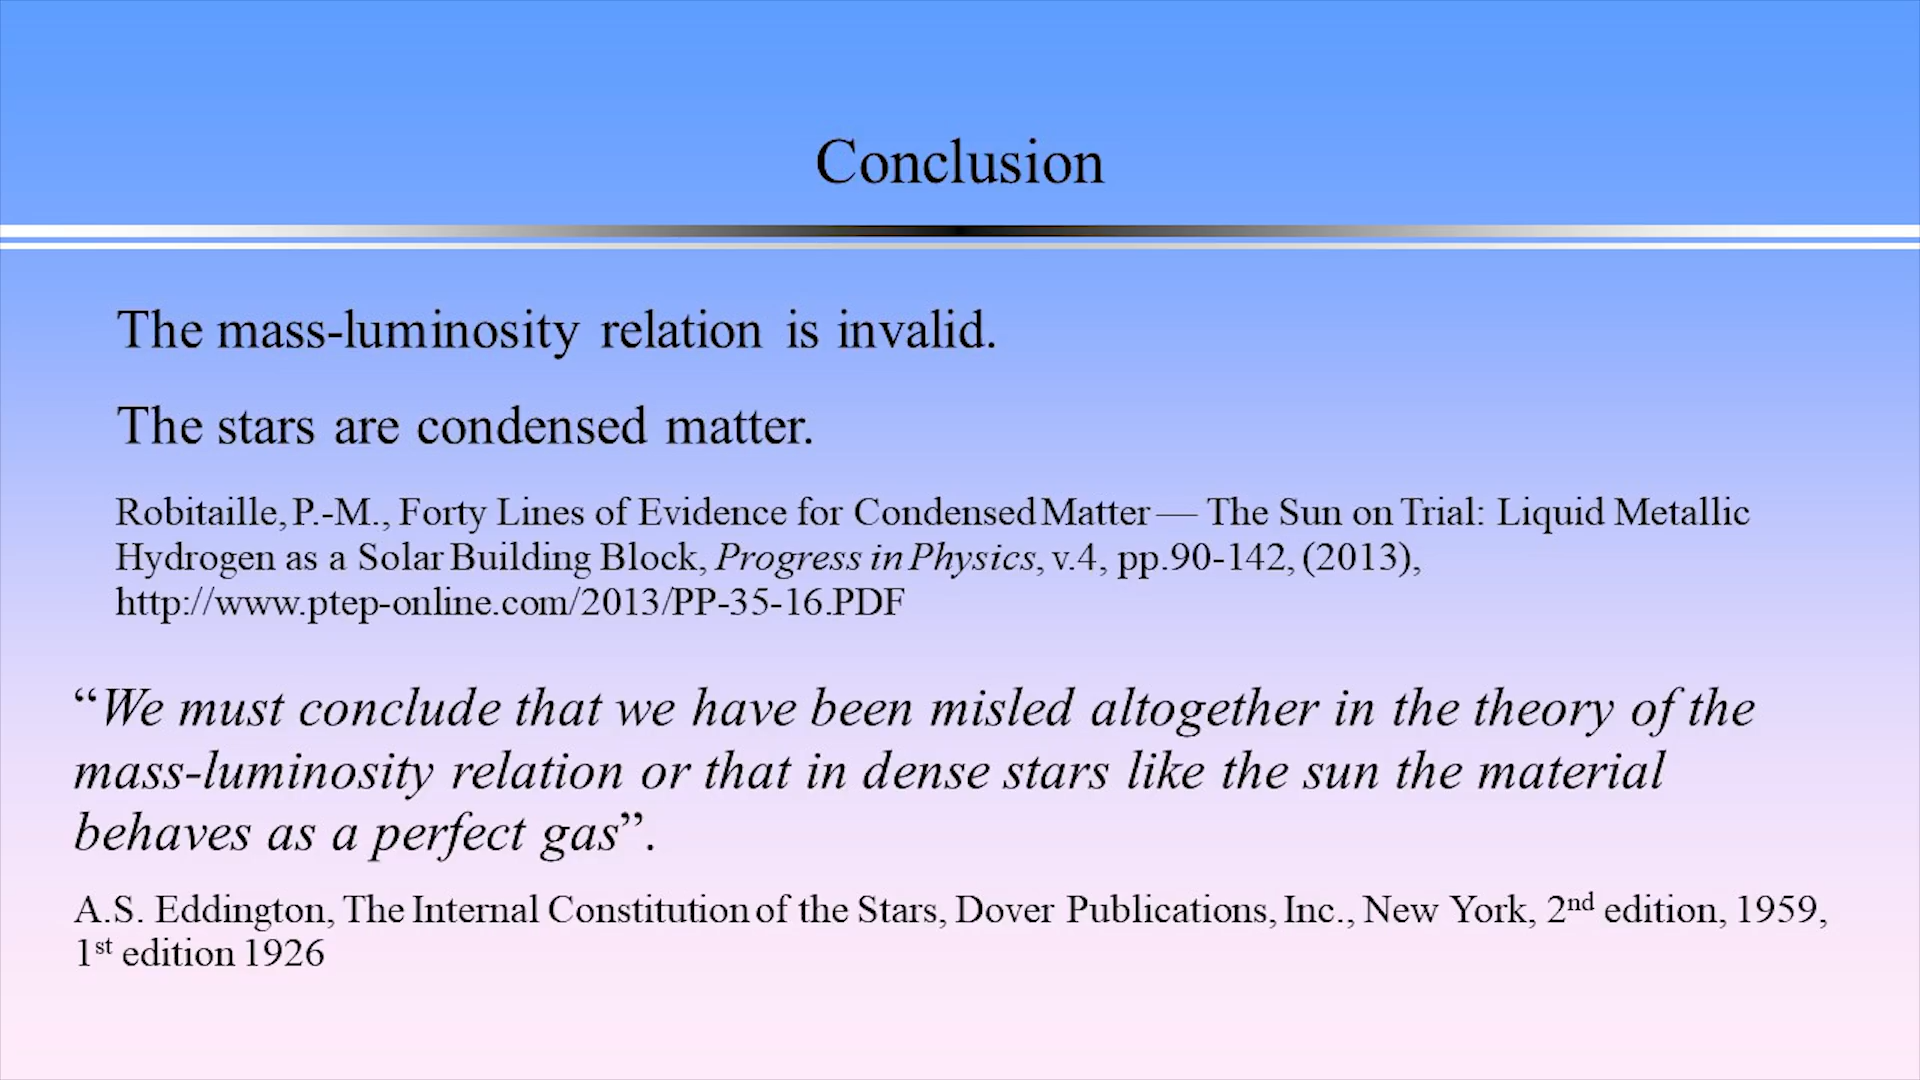 Conclusion
The mass-luminosity relation is invalid.
The stars are condensed matter.
Robitaille, P.-M., Forty Lines of Evidence for Condensed Matter — The Sun on Trial: Liquid Metallic
Hydrogen as a Solar Building Block, Progress in Physics, v.4, pp.90-142, (2013),
http://www.ptep-online.com/2013/PP-35-16.PDF
“We must conclude that we have been misled altogether in the theory of the
mass-luminosity relation or that in dense stars like the sun the material
behaves as a perfect gas”.
A.S. Eddington, The Internal Constitution of the Stars, Dover Publications, Inc., New York, 2nd edition, 1959,
1st edition 1926